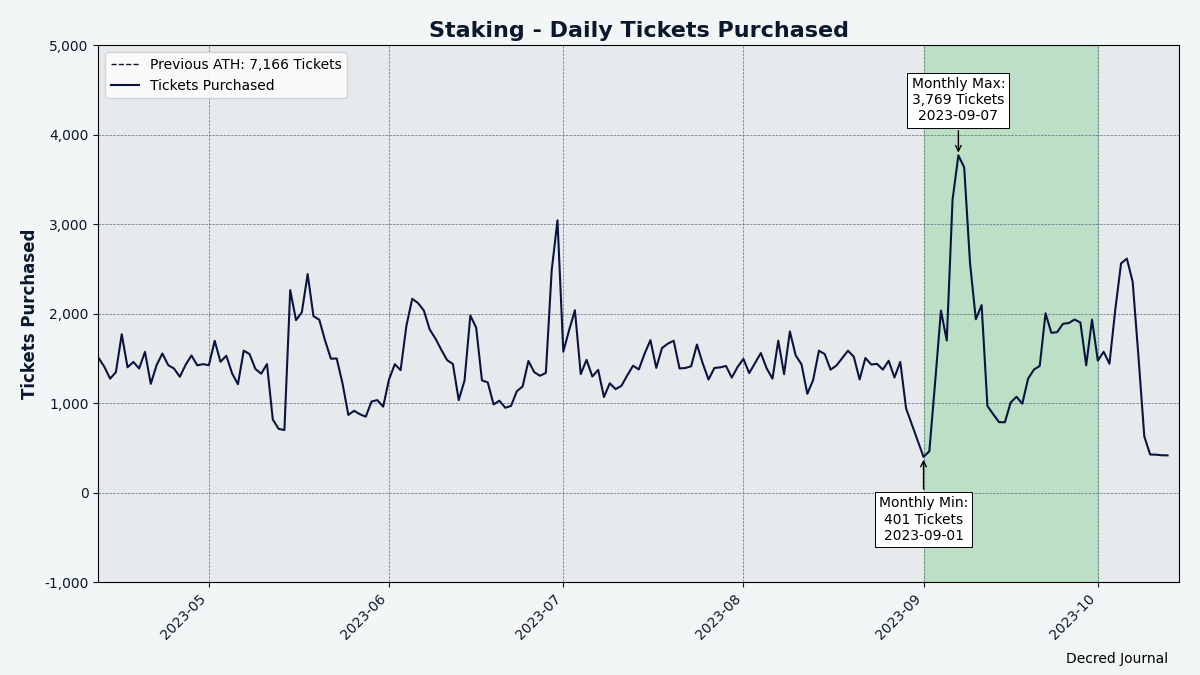 Staking - Daily Tickets Purchased
Previous ATH: 7,166 Tickets
Tickets Purchased
Monthly Max:
3,769 Tickets
2023-09-07
Monthly Min:
401 Tickets
2023-09-01
Tickets Purchased
5,000
4,000
3,000
2,000
1,000
0
-1,000
2023-05
2023-06
2023-07
2023-08
2023-09
2023-10
Decred Journal